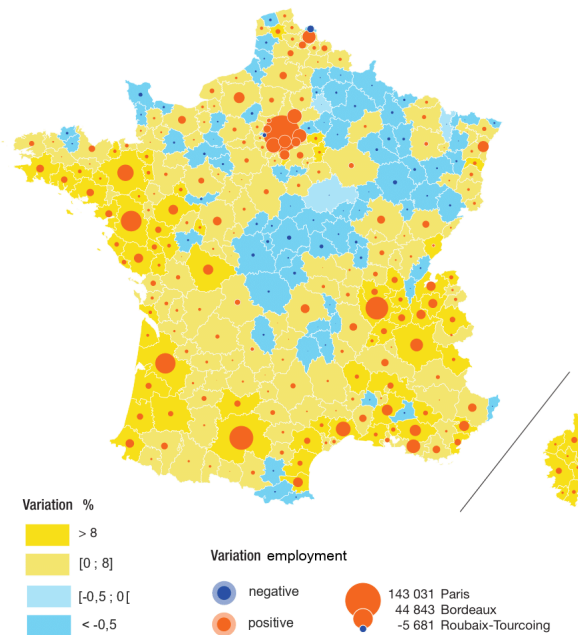 Variation %
> 8
[0 ; 8]
[-0,5 ; 0 [
< -0,5
Variation employment
negative
positive
143 031 Paris
44 843 Bordeaux
-5 681 Roubaix-Tourcoing